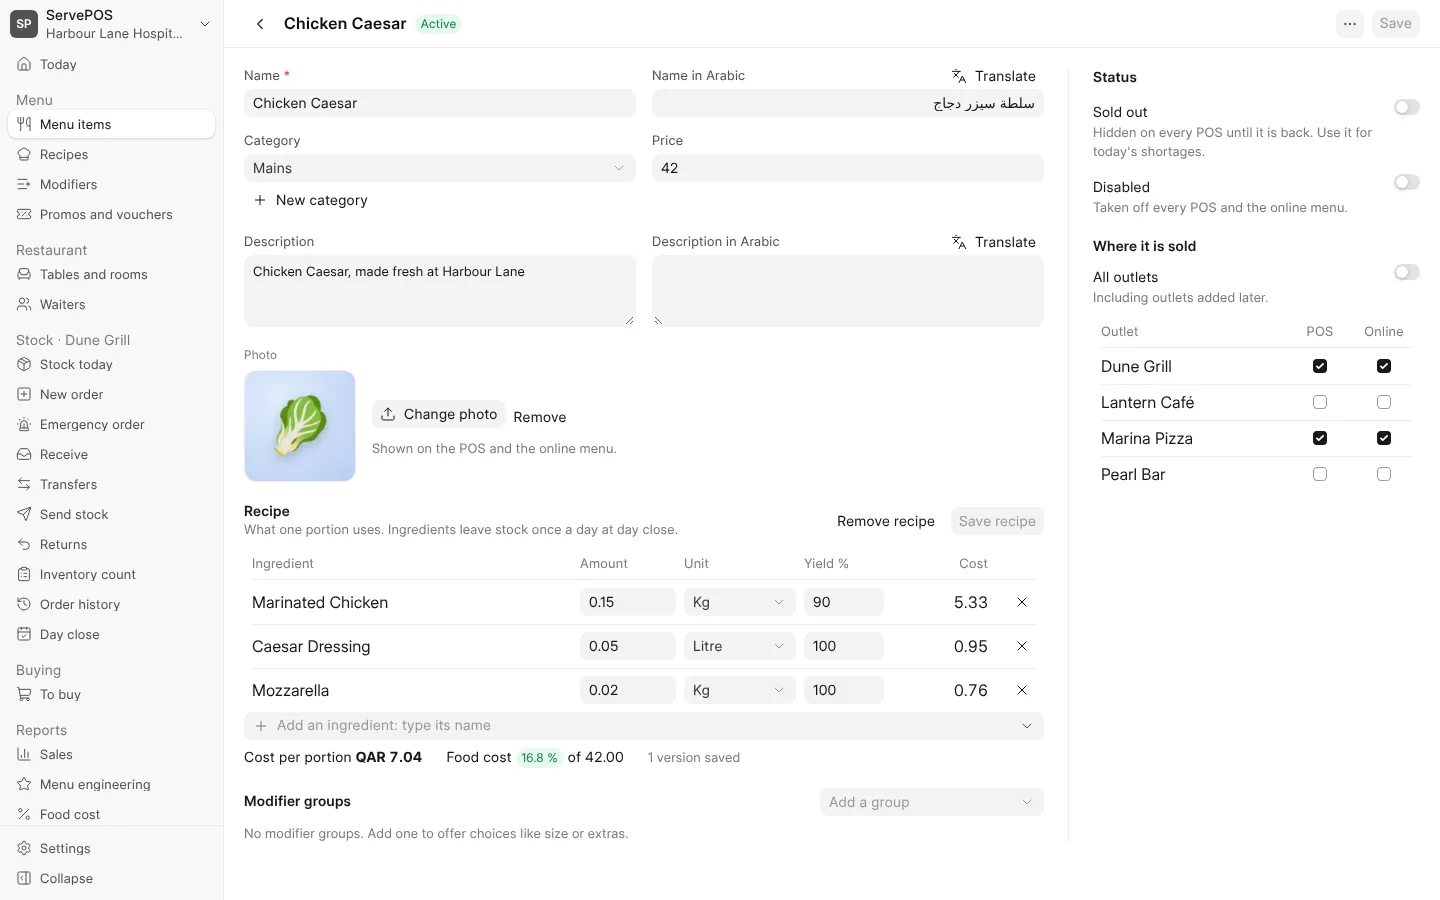 SP
ServePOS
Harbour Lane Hospit...
Today
Menu
Menu items
Recipes
Modifiers
Promos and vouchers
Restaurant
Tables and rooms
Waiters
Stock · Dune Grill
Stock today
New order
Emergency order
Receive
Transfers
Send stock
Returns
Inventory count
Order history
Day close
Buying
To buy
Reports
Sales
Menu engineering
Food cost
Settings
Collapse
Chicken Caesar Active
Save
Name *
Chicken Caesar
Name in Arabic Translate
سلطة سيزر دجاج
Category
Mains
New category
Price
42
Description
Chicken Caesar, made fresh at Harbour Lane
Description in Arabic Translate
Photo
Change photo Remove
Shown on the POS and the online menu.
Recipe
What one portion uses. Ingredients leave stock once a day at day close.
Remove recipe Save recipe
Ingredient Amount Unit Yield % Cost
Marinated Chicken 0.15 Kg 90 5.33
Caesar Dressing 0.05 Litre 100 0.95
Mozzarella 0.02 Kg 100 0.76
Add an ingredient: type its name
Cost per portion QAR 7.04 Food cost 16.8 % of 42.00 1 version saved
Modifier groups Add a group
No modifier groups. Add one to offer choices like size or extras.
Status
Sold out
Hidden on every POS until it is back. Use it for
today's shortages.
Disabled
Taken off every POS and the online menu.
Where it is sold
All outlets
Including outlets added later.
Outlet POS Online
Dune Grill
Lantern Café
Marina Pizza
Pearl Bar